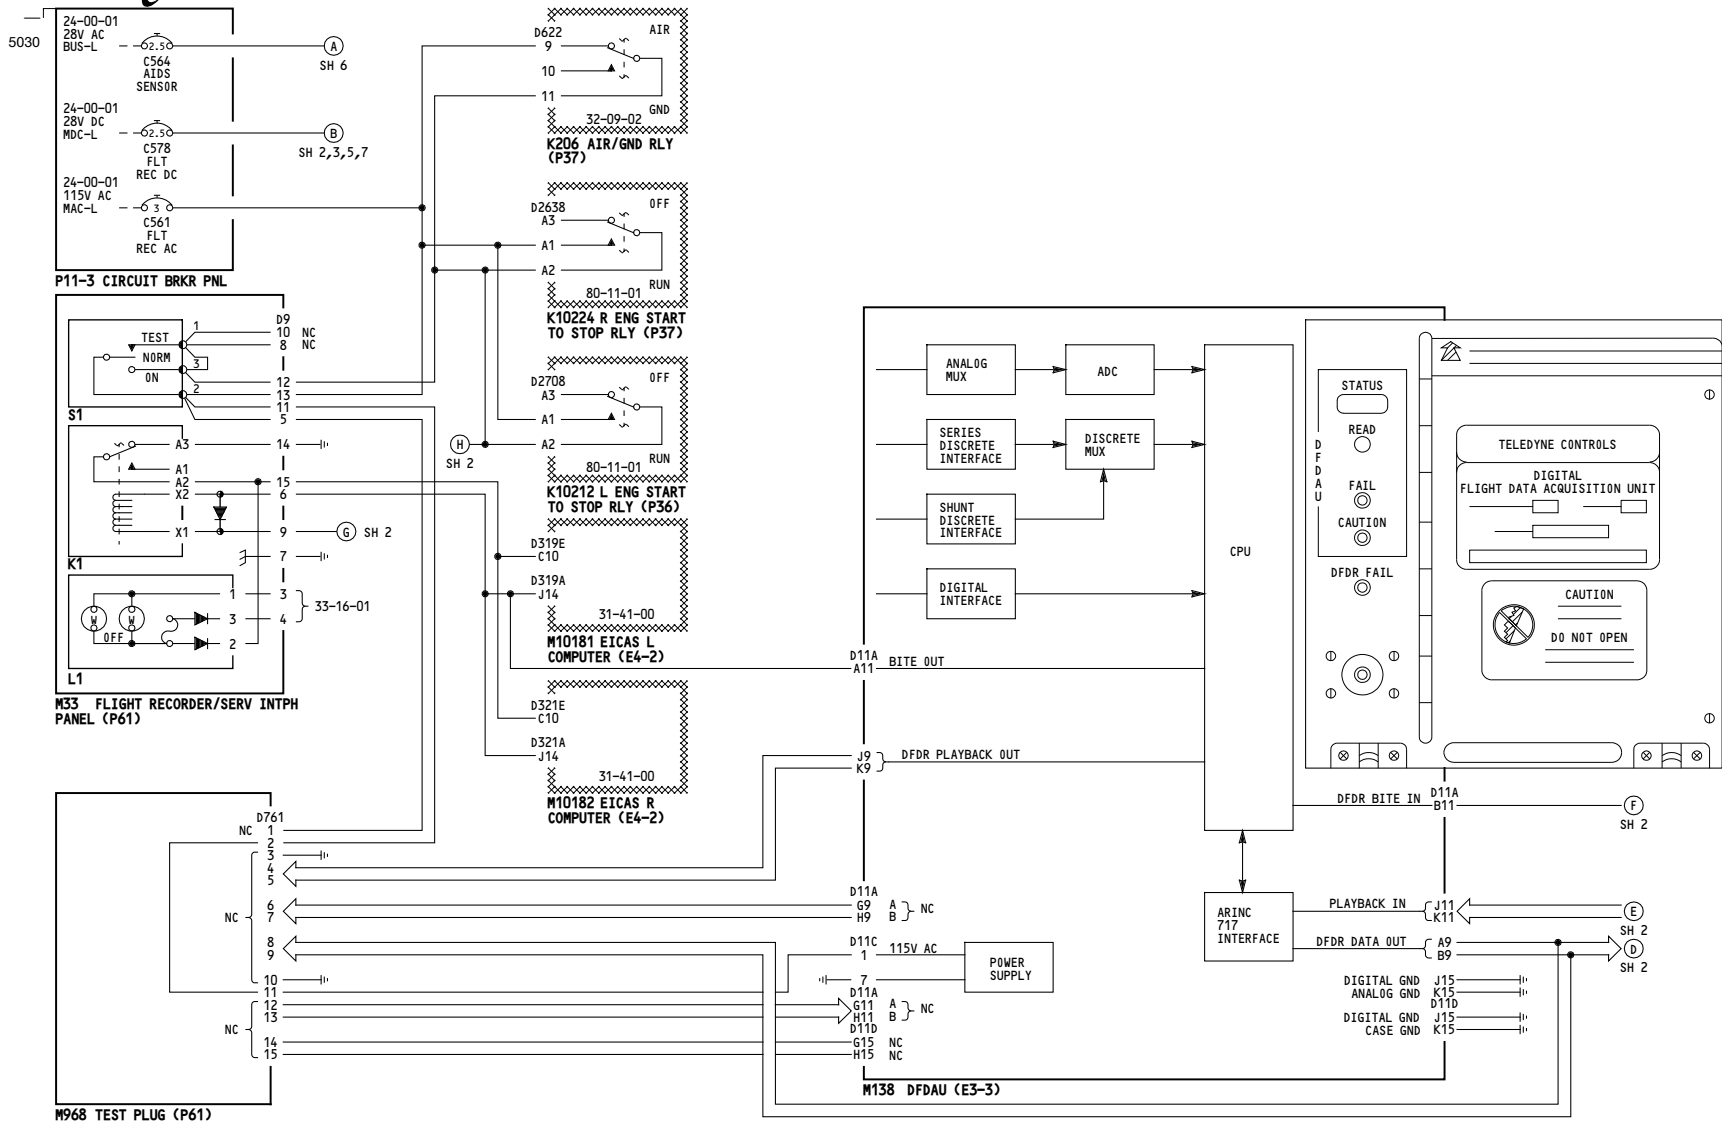 5030
24-00-01
28V AC
BUS-L
2.5
C564
AIDS
SENSOR
A
SH 6
24-00-01
28V DC
MDC-L
2.5
C578
FLT
REC DC
B
SH 2,3,5,7
24-00-01
115V AC
MAC-L
3
C561
FLT
REC AC
P11-3 CIRCUIT BRKR PNL
D622
9
10
11
AIR
GND
32-09-02
K206 AIR/GND RLY
(P37)
D2638
A3
A1
A2
OFF
RUN
80-11-01
K10224 R ENG START
TO STOP RLY (P37)
D2708
A3
A1
A2
OFF
RUN
80-11-01
K10212 L ENG START
TO STOP RLY (P36)
H
SH 2
D319E
C10
D319A
J14
31-41-00
M10181 EICAS L
COMPUTER (E4-2)
D321E
C10
D321A
J14
31-41-00
M10182 EICAS R
COMPUTER (E4-2)
TEST
NORM
ON
S1
1
3
2
D9
10 NC
8 NC
12
13
11
5
A3
14
A1
A2
15
X2
6
X1
9
G SH 2
7
K1
W
W
OFF
1
3
3
4
2
33-16-01
L1
M33 FLIGHT RECORDER/SERV INTPH
PANEL (P61)
D761
NC 1
2
3
4
5
6
7
NC
8
9
10
11
12
13
NC
14
15
M968 TEST PLUG (P61)
ANALOG
MUX
ADC
SERIES
DISCRETE
INTERFACE
DISCRETE
MUX
SHUNT
DISCRETE
INTERFACE
DIGITAL
INTERFACE
CPU
D11A
A11 BITE OUT
J9
K9
DFDR PLAYBACK OUT
D11A
G9 A
H9 B
NC
D11C
1 115V AC
7
POWER
SUPPLY
D11A
G11 A
H11 B
NC
D11D
G15 NC
H15 NC
ARINC
717
INTERFACE
DFDR BITE IN
D11A
B11
F
SH 2
PLAYBACK IN
J11
K11
E
SH 2
DFDR DATA OUT
A9
B9
D
SH 2
DIGITAL GND J15
ANALOG GND K15
D11D
DIGITAL GND J15
CASE GND K15
M138 DFDAU (E3-3)
DFDAU
STATUS
READ
FAIL
CAUTION
DFDR FAIL
TELEDYNE CONTROLS
DIGITAL
FLIGHT DATA ACQUISITION UNIT
CAUTION
DO NOT OPEN